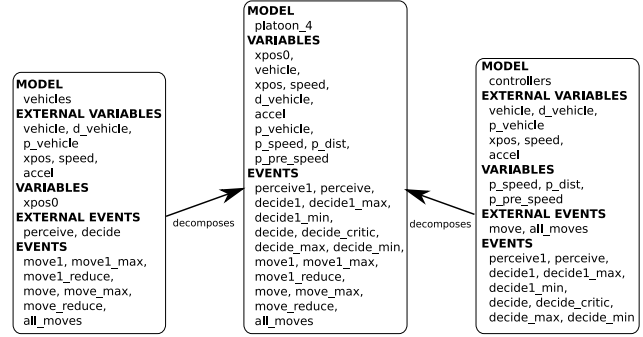 MODEL
vehicles
EXTERNAL VARIABLES
vehicle, d_vehicle,
p_vehicle
xpos, speed,
accel
VARIABLES
xpos0
EXTERNAL EVENTS
perceive, decide
EVENTS
move1, move1_max,
move1_reduce,
move, move_max,
move_reduce,
all_moves
decomposes
MODEL
platoon_4
VARIABLES
xpos0,
vehicle,
xpos, speed,
d_vehicle,
accel
p_vehicle,
p_speed, p_dist,
p_pre_speed
EVENTS
perceive1, perceive,
decide1, decide1_max,
decide1_min,
decide, decide_critic,
decide_max, decide_min,
move1, move1_max,
move1_reduce,
move, move_max,
move_reduce,
all_moves
decomposes
MODEL
controllers
EXTERNAL VARIABLES
vehicle, d_vehicle,
p_vehicle
xpos, speed,
accel
VARIABLES
p_speed, p_dist,
p_pre_speed
EXTERNAL EVENTS
move, all_moves
EVENTS
perceive1, perceive,
decide1, decide1_max,
decide1_min,
decide, decide_critic,
decide_max, decide_min